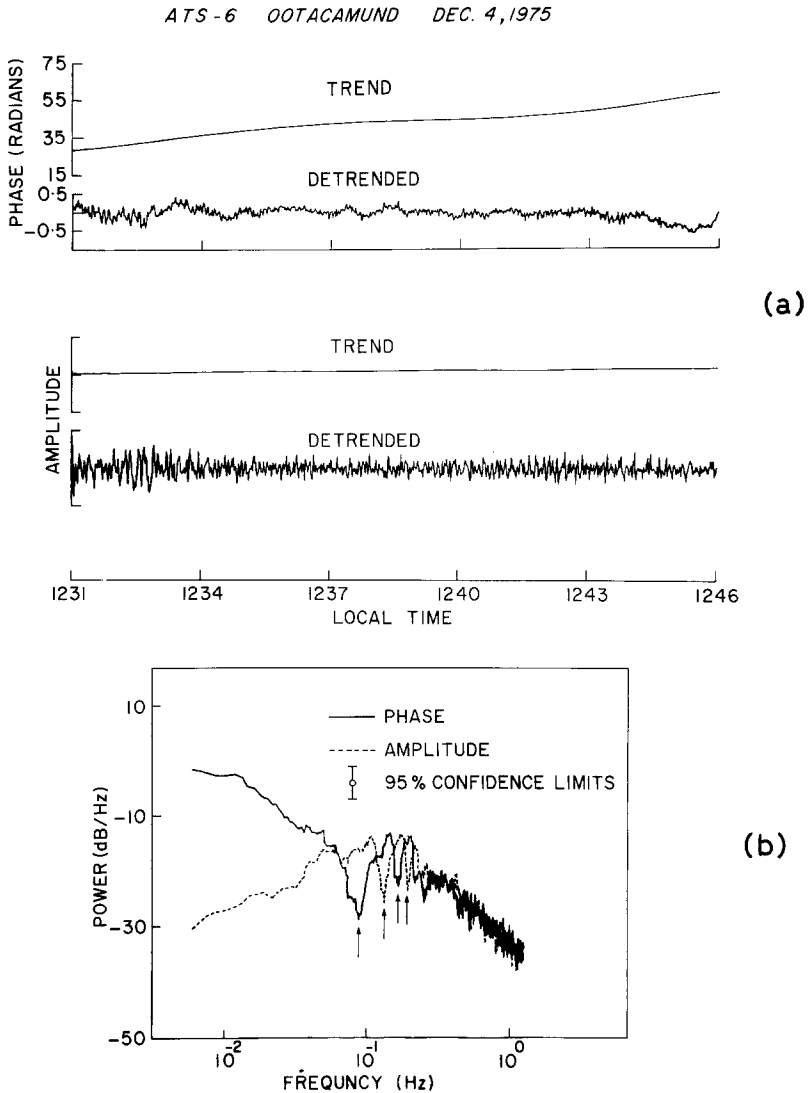 ATS-6 OOTACAMUND DEC. 4, 1975
PHASE (RADIANS)
75
55
35
15
0·5
-0·5
TREND
DETRENDED
(a)
AMPLITUDE
TREND
DETRENDED
1231 1234 1237 1240 1243 1246
LOCAL TIME
POWER (dB/Hz)
10
-10
-30
-50
PHASE
AMPLITUDE
95% CONFIDENCE LIMITS
(b)
10-2 10-1 100
FREQUNCY (Hz)